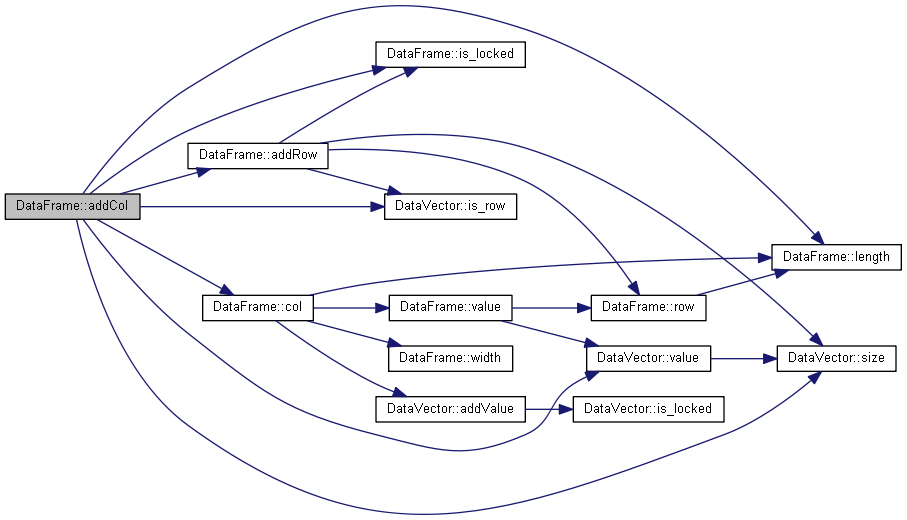 DataFrame::is_locked
DataFrame::addRow
DataFrame::addCol
DataVector::is_row
DataFrame::length
DataFrame::col
DataFrame::value
DataFrame::row
DataFrame::width
DataVector::value
DataVector::size
DataVector::addValue
DataVector::is_locked